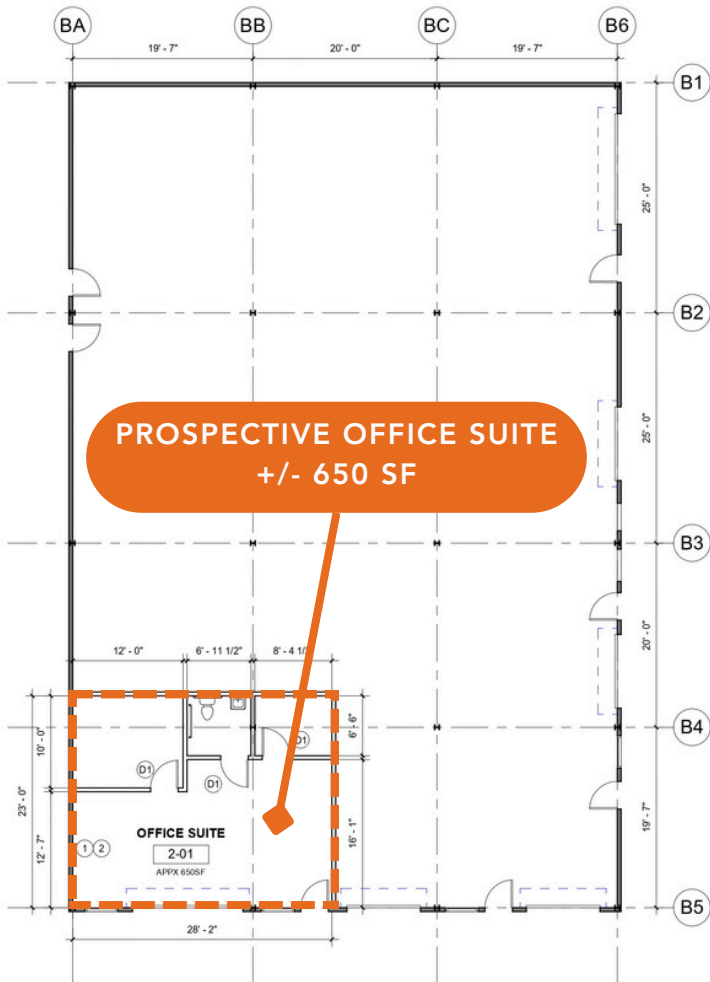 BA
BB
BC
B6
19' - 7"
20' - 0"
19' - 7"
B1
25' - 0"
B2
PROSPECTIVE OFFICE SUITE
+/- 650 SF
25' - 0"
B3
20' - 0"
12' - 0"
6' - 11 1/2"
8' - 4 1/
10' - 0"
6' - 6"
B4
D1
D1
D1
23' - 0"
12' - 7"
16' - 1"
19' - 7"
OFFICE SUITE
1
2
2-01
APPX 650SF
B5
28' - 2"